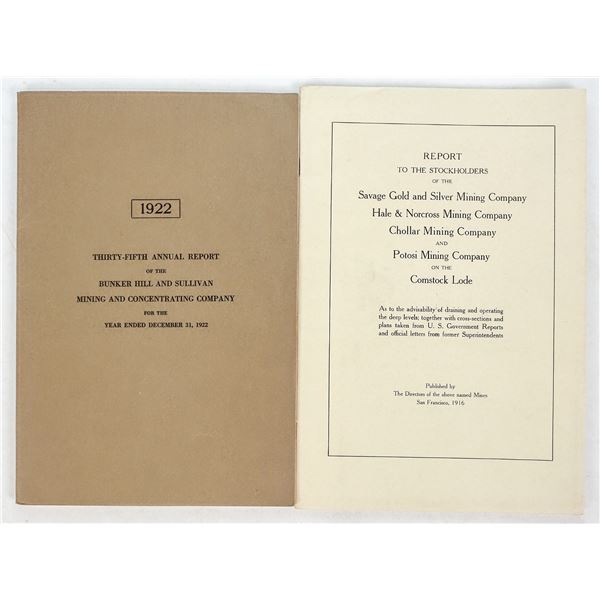 1922
THIRTY-FIFTH ANNUAL REPORT
OF THE
BUNKER HILL AND SULLIVAN
MINING AND CONCENTRATING COMPANY
FOR THE
YEAR ENDED DECEMBER 31, 1922
REPORT
TO THE STOCKHOLDERS
OF THE
Savage Gold and Silver Mining Company
Hale & Norcross Mining Company
Chollar Mining Company
AND
Potosi Mining Company
ON THE
Comstock Lode
As to the advisability of draining and operating
the deep levels; together with cross-sections and
plans taken from U. S. Government Reports
and official letters from former Superintendents
Published by
The Directors of the above named Mines
San Francisco, 1916